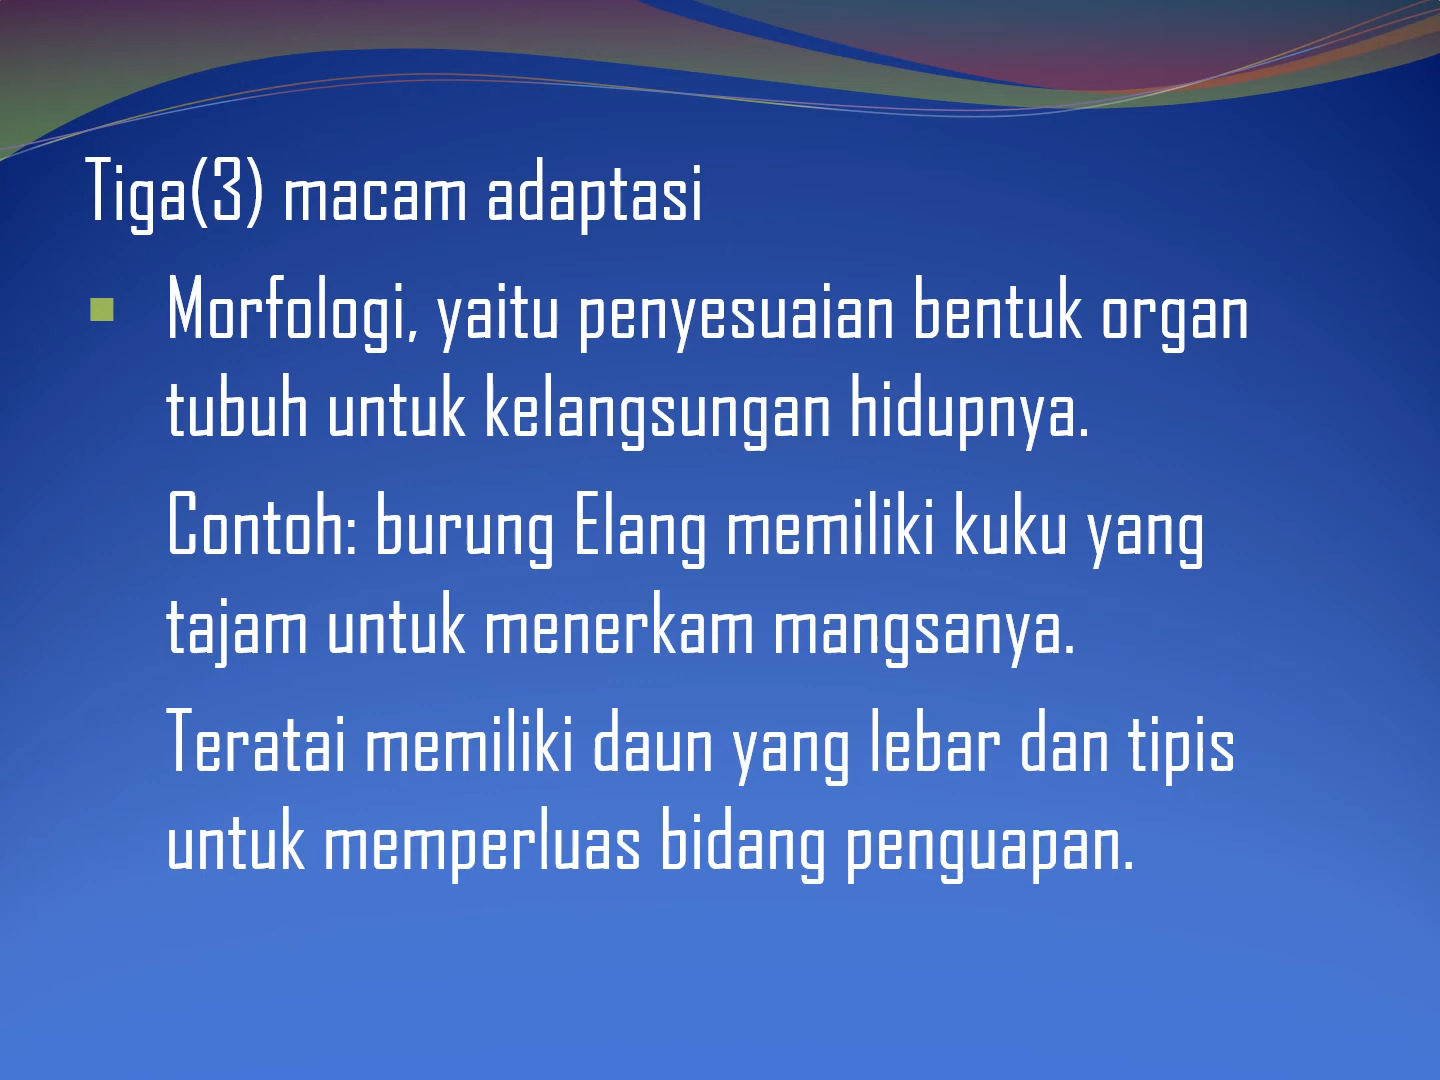 Tiga(3) macam adaptasi
Morfologi, yaitu penyesuaian bentuk organ
tubuh untuk kelangsungan hidupnya.
Contoh: burung Elang memiliki kuku yang
tajam untuk menerkam mangsanya.
Teratai memiliki daun yang lebar dan tipis
untuk memperluas bidang penguapan.